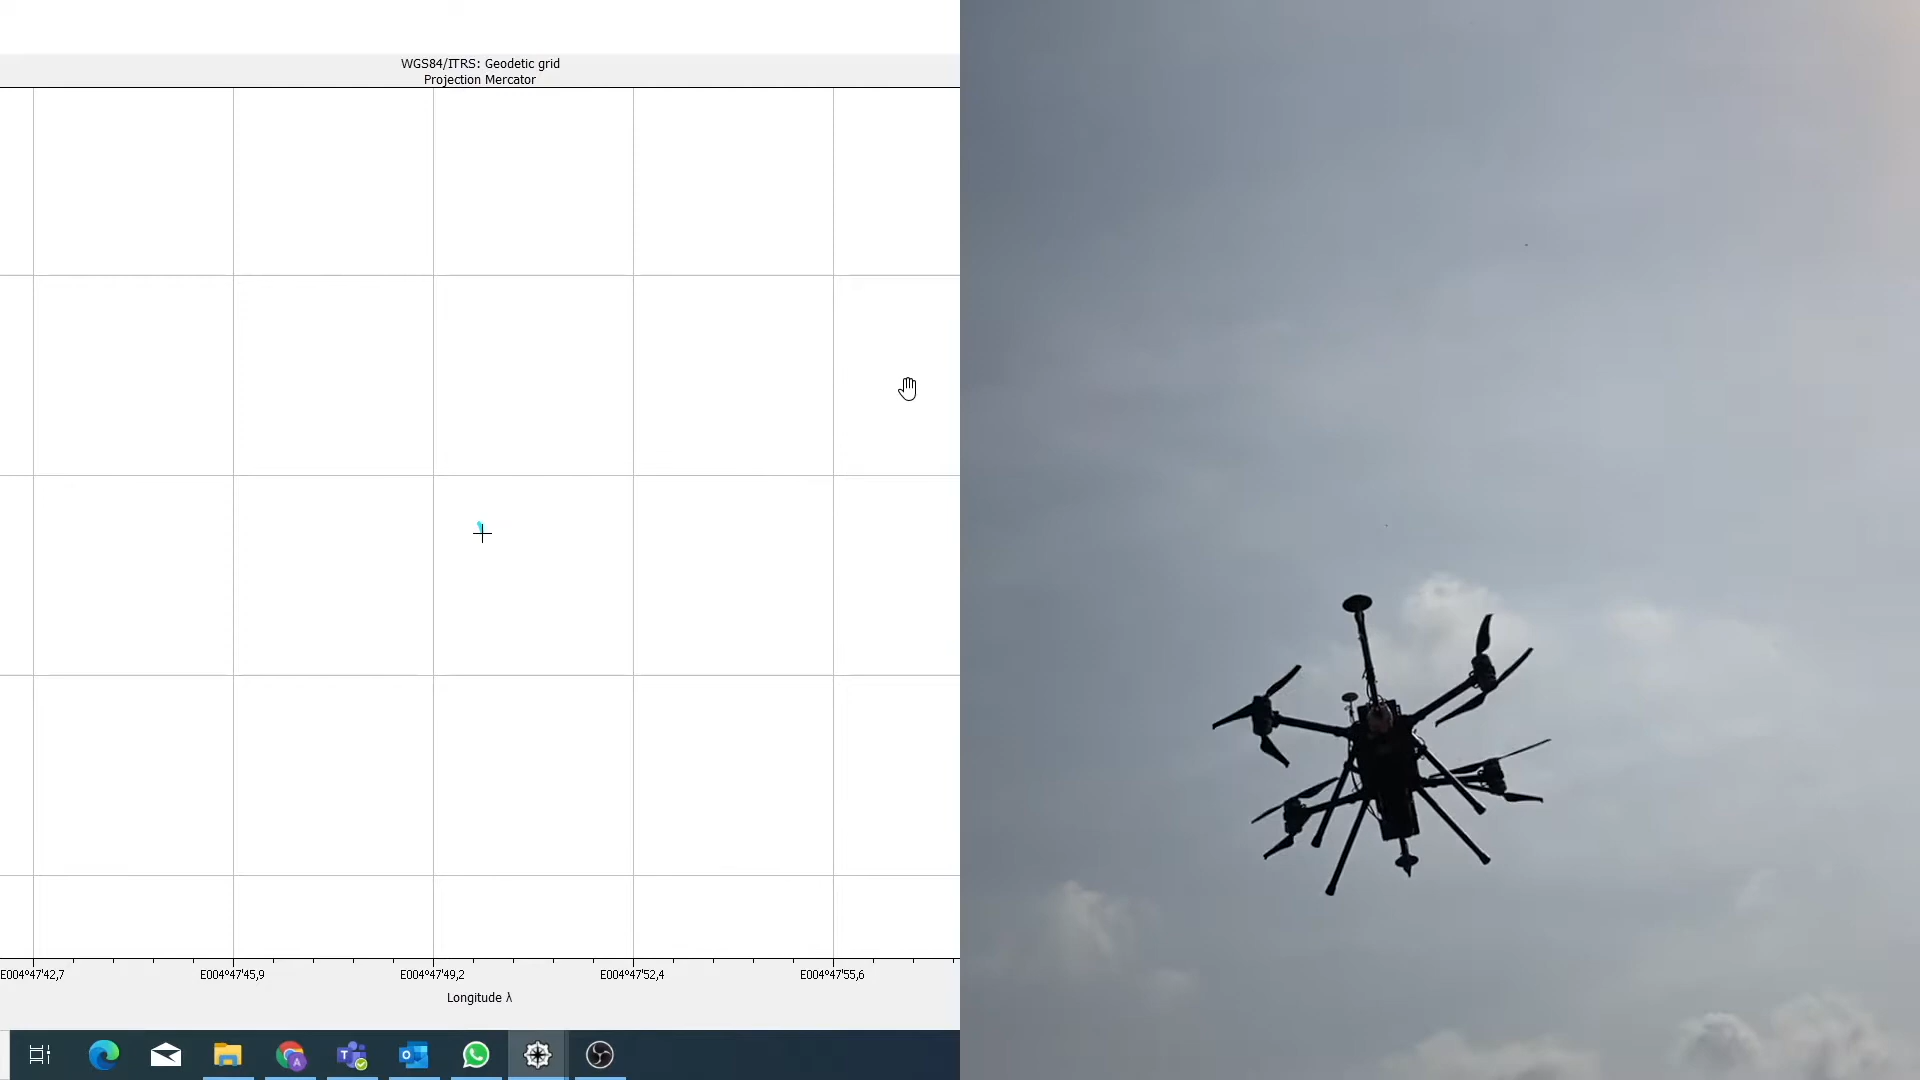 WGS84/ITRS: Geodetic grid
Projection Mercator
E004°47'42,7 E004°47'45,9 E004°47'49,2 E004°47'52,4 E004°47'55,6
Longitude λ